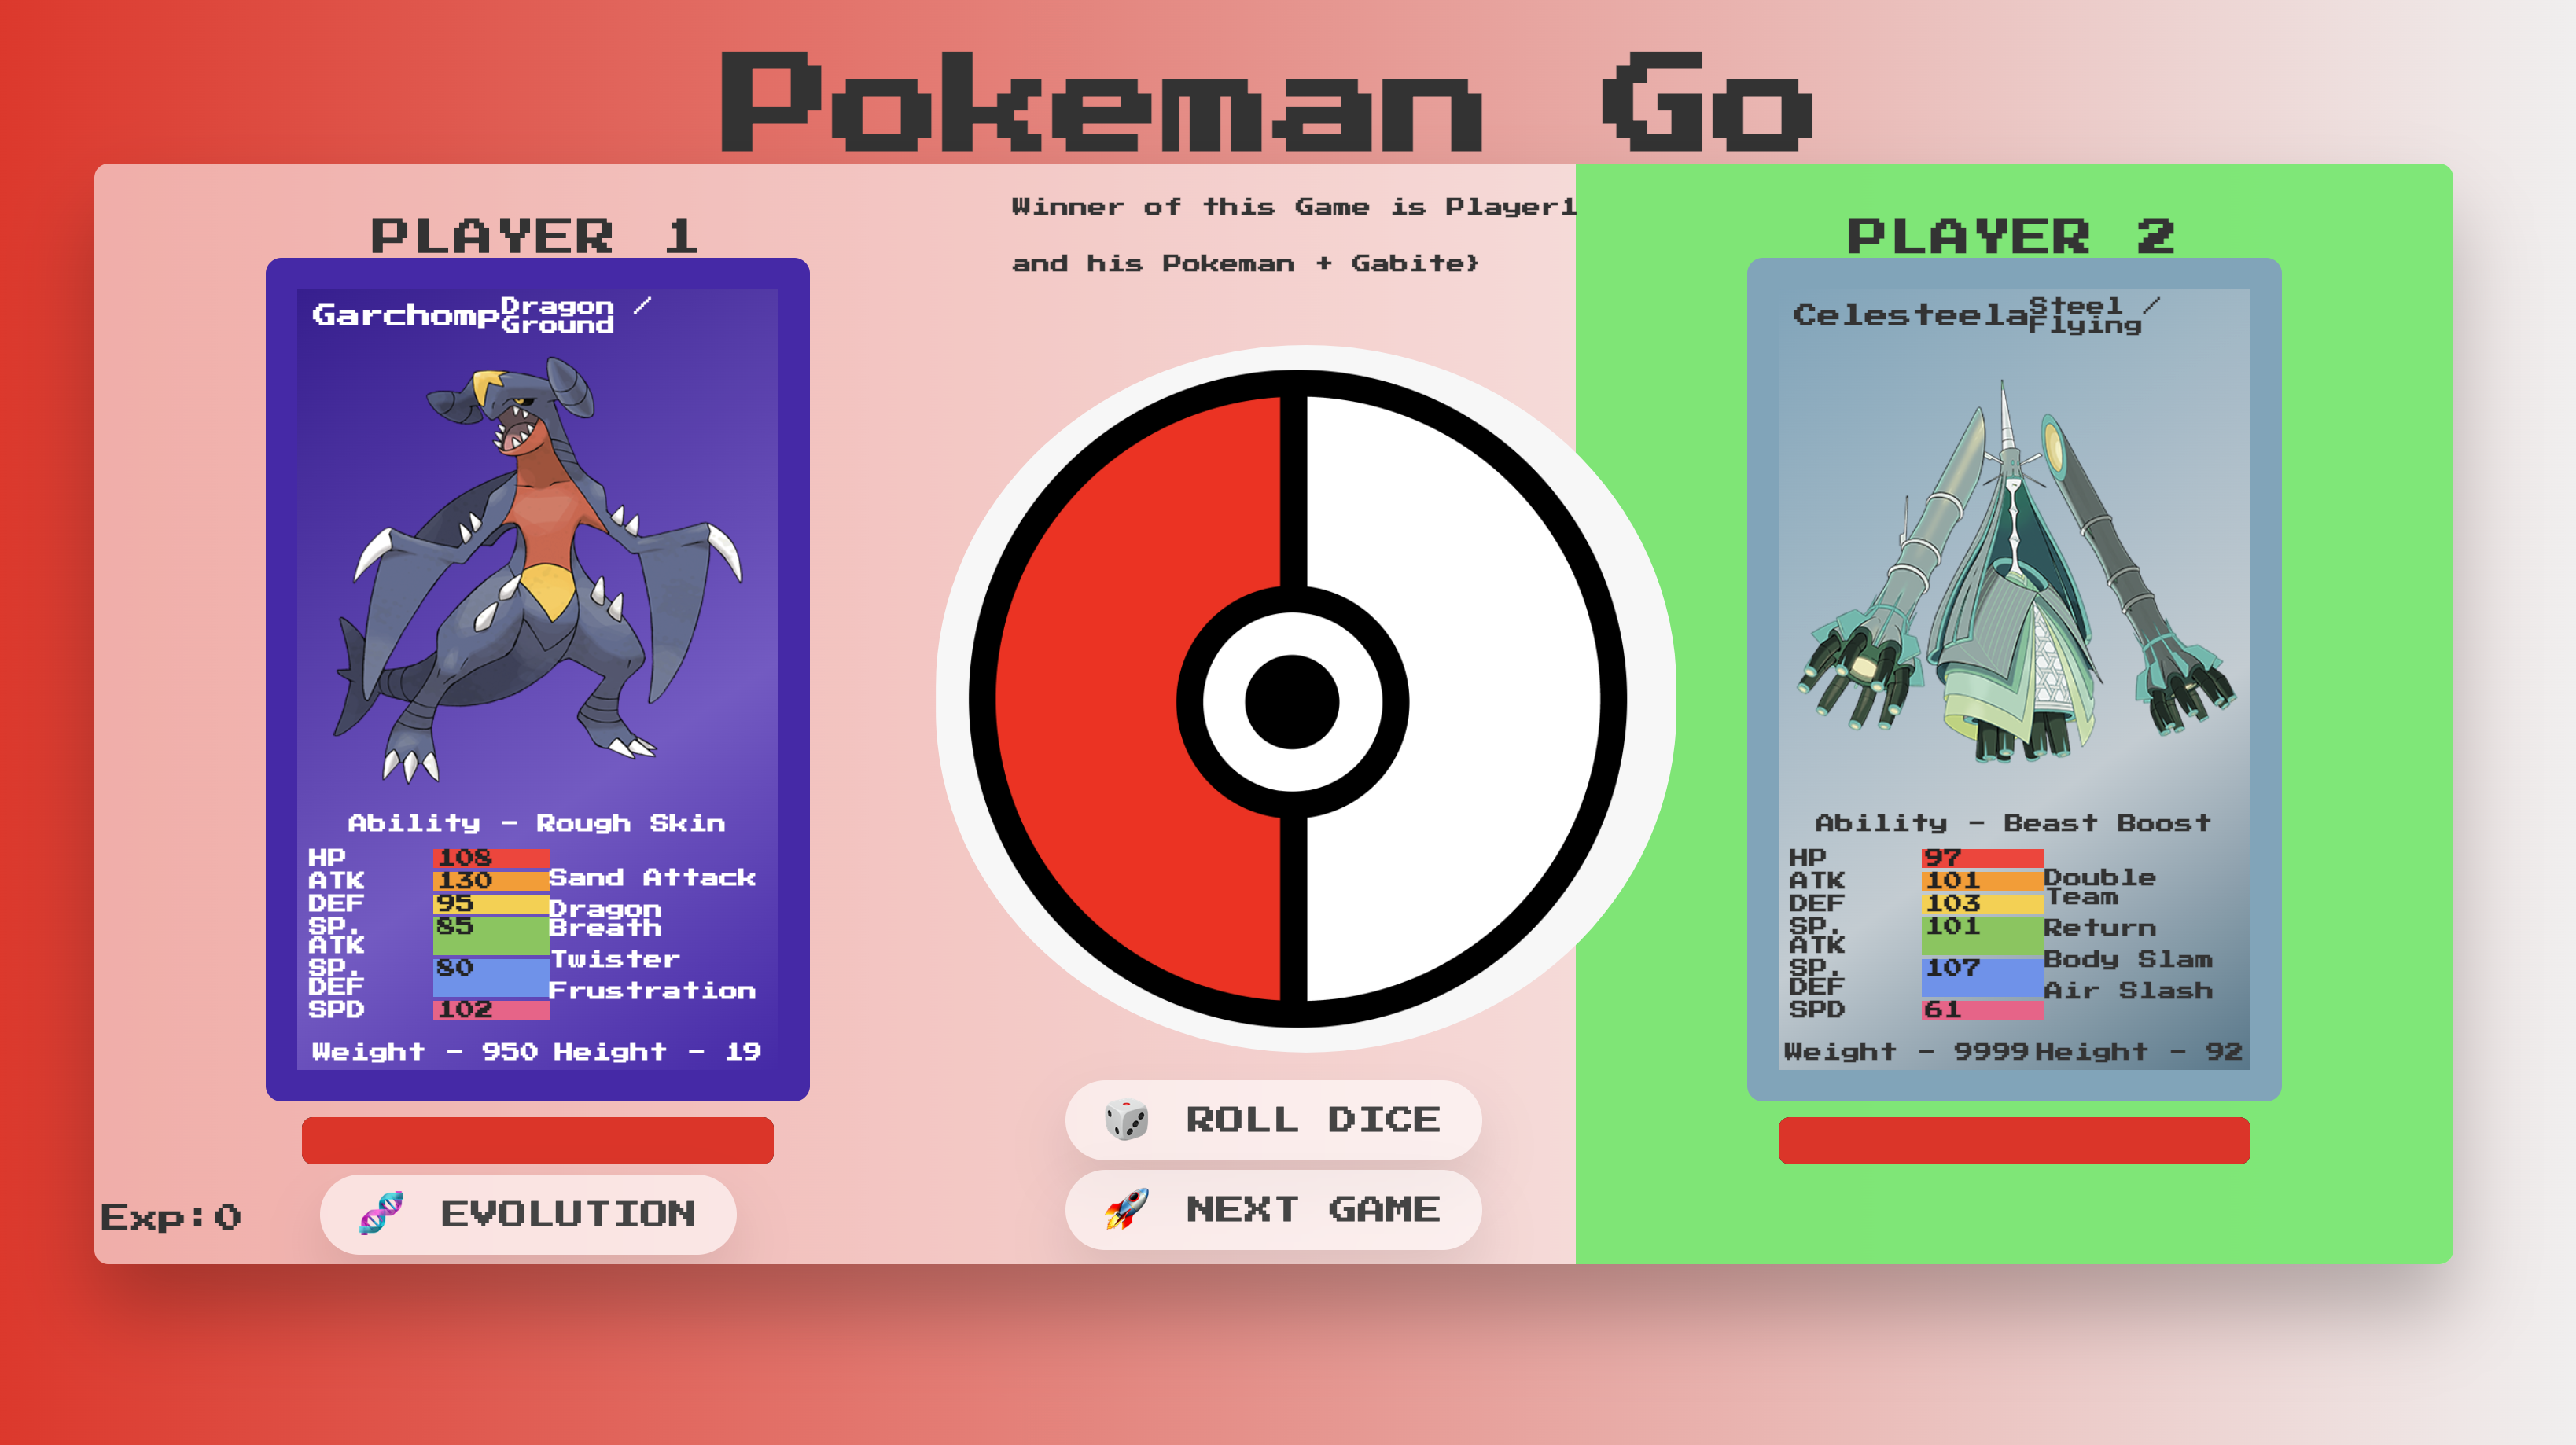 Pokeman Go
Winner of this Game is Player1
and his Pokeman + Gabite}
PLAYER 1
Garchomp
Dragon /
Ground
Ability - Rough Skin
HP 108
ATK 130
DEF 95
SP. ATK 85
SP. DEF 80
SPD 102
Sand Attack
Dragon
Breath
Twister
Frustration
Weight - 950 Height - 19
Exp:0
EVOLUTION
ROLL DICE
NEXT GAME
PLAYER 2
Celesteela
Steel /
Flying
Ability - Beast Boost
HP 97
ATK 101
DEF 103
SP. ATK 101
SP. DEF 107
SPD 61
Double
Team
Return
Body Slam
Air Slash
Weight - 9999 Height - 92